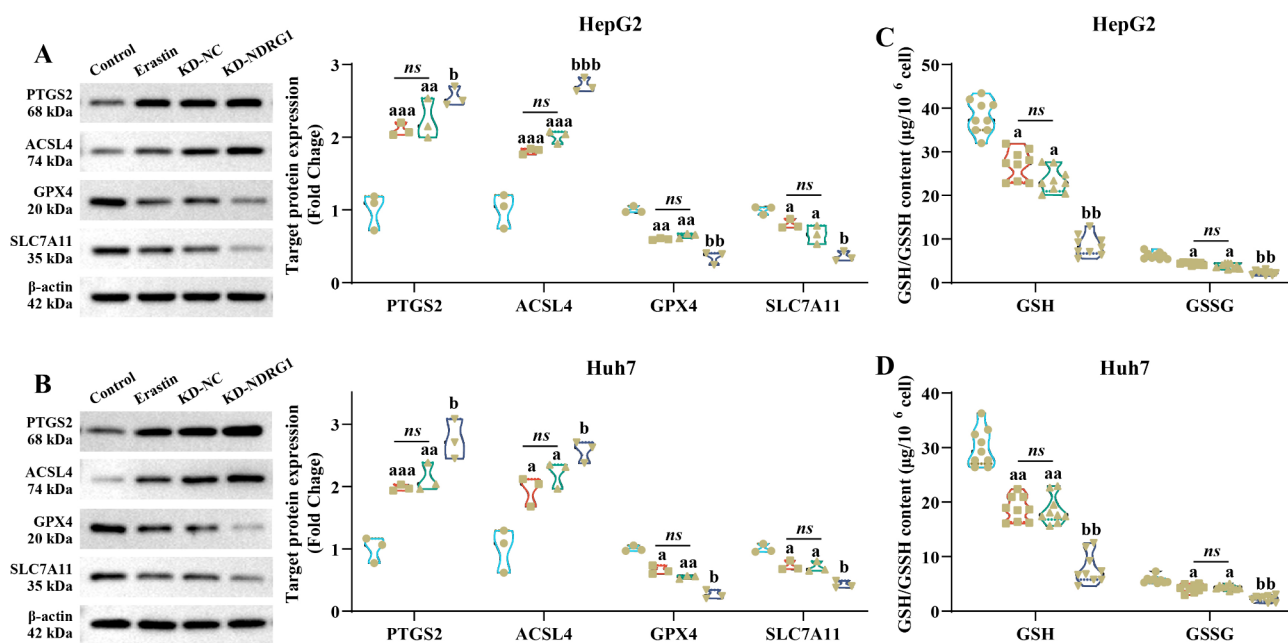 A
Control
Erastin
KD-NC
KD-NDRG1
PTGS2
68 kDa
ACSL4
74 kDa
GPX4
20 kDa
SLC7A11
35 kDa
β-actin
42 kDa
HepG2
Target protein expression
(Fold Chage)
3
2
1
0
ns
aaa
aa
b
ns
aaa
aaa
bbb
ns
aa
aa
bb
ns
a
a
b
PTGS2
ACSL4
GPX4
SLC7A11
C
HepG2
GSH/GSSH content (μg/10 6 cell)
50
40
30
20
10
0
ns
a
a
bb
ns
a
a
bb
GSH
GSSG
B
Control
Erastin
KD-NC
KD-NDRG1
PTGS2
68 kDa
ACSL4
74 kDa
GPX4
20 kDa
SLC7A11
35 kDa
β-actin
42 kDa
Huh7
Target protein expression
(Fold Chage)
3
2
1
0
ns
aaa
aa
b
ns
a
a
b
ns
a
aa
b
ns
a
a
b
PTGS2
ACSL4
GPX4
SLC7A11
D
Huh7
GSH/GSSH content (μg/10 6 cell)
40
30
20
10
0
ns
aa
aa
bb
ns
a
a
bb
GSH
GSSG